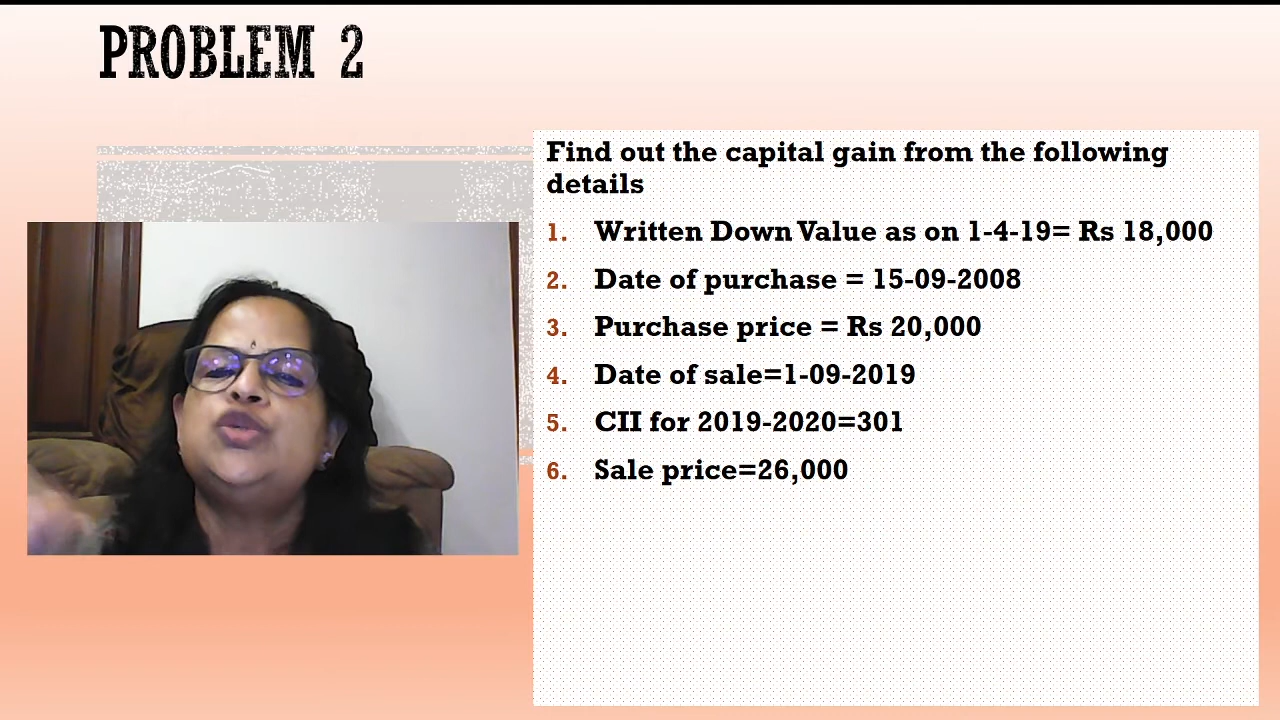 PROBLEM 2
Find out the capital gain from the following
details
1. Written Down Value as on 1-4-19= Rs 18,000
2. Date of purchase = 15-09-2008
3. Purchase price = Rs 20,000
4. Date of sale=1-09-2019
5. CII for 2019-2020=301
6. Sale price=26,000